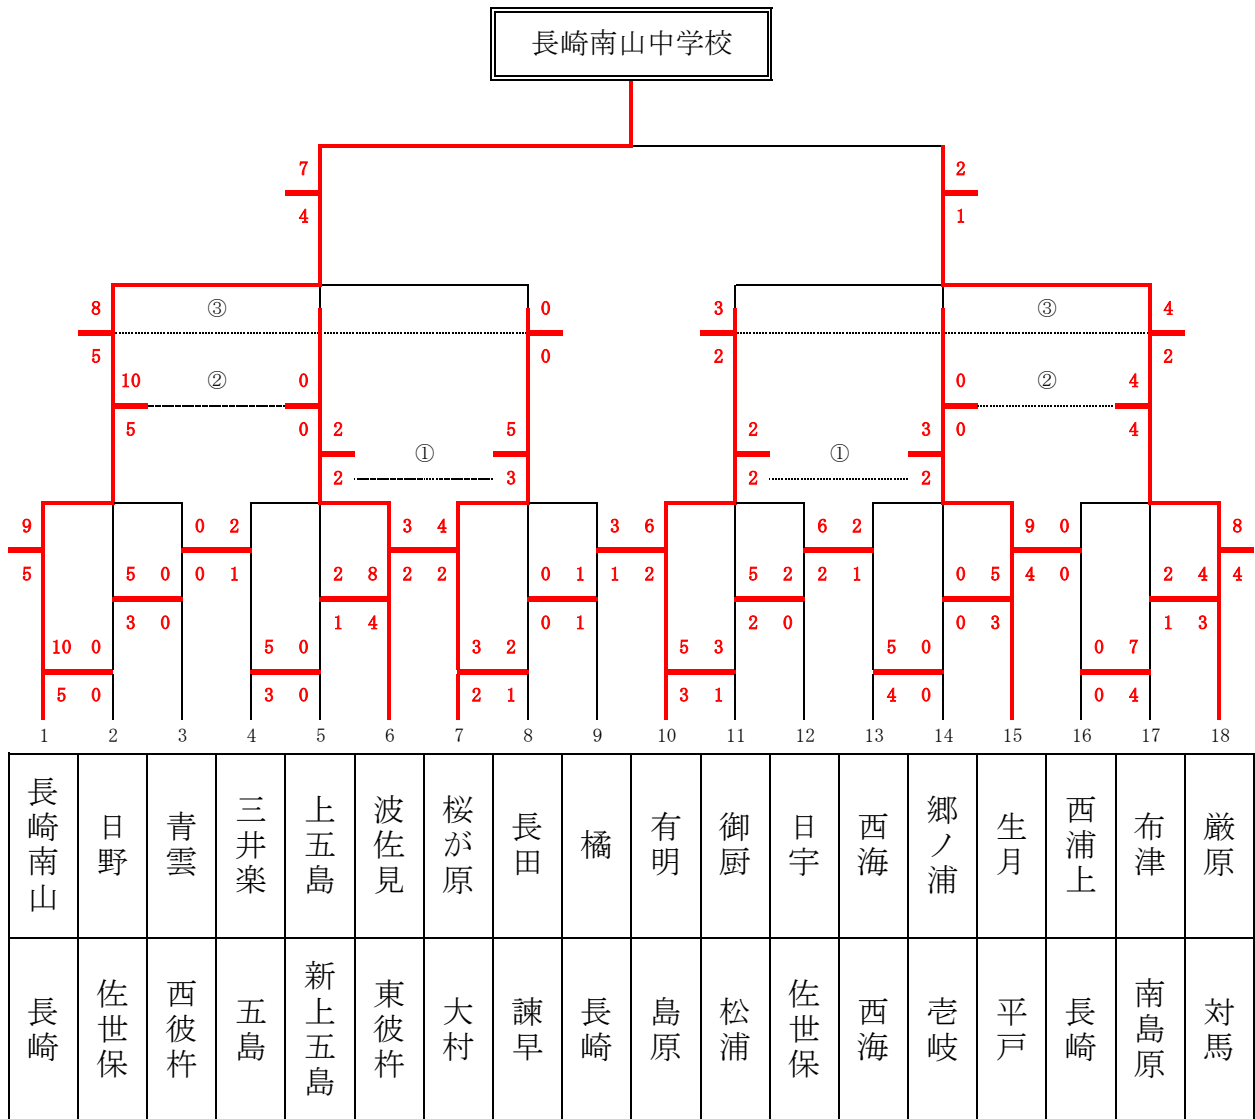 長崎南山中学校
7 2
4 1
8 ③ 0 3 ③ 4
5 0 2 2
10 ② 0 0 ② 4
5 0 2 5 2 3 0 4
① ①
2 3 2 2
9 0 2 3 4 3 6 6 2 9 0 8
5 5 0 0 1 2 8 2 2 0 1 1 2 5 2 2 1 0 5 4 0 2 4 4
3 0 1 4 0 1 2 0 0 3 1 3
10 0 5 0 3 2 5 3 5 0 0 7
5 0 3 0 2 1 3 1 4 0 0 4
1 2 3 4 5 6 7 8 9 10 11 12 13 14 15 16 17 18
長崎南山 日野 青雲 三井楽 上五島 波佐見 桜が原 長田 橘 有明 御厨 日宇 西海 郷ノ浦 生月 西浦上 布津 厳原
長崎 佐世保 西彼杵 五島 新上五島 東彼杵 大村 諫早 長崎 島原 松浦 佐世保 西海 壱岐 平戸 長崎 南島原 対馬